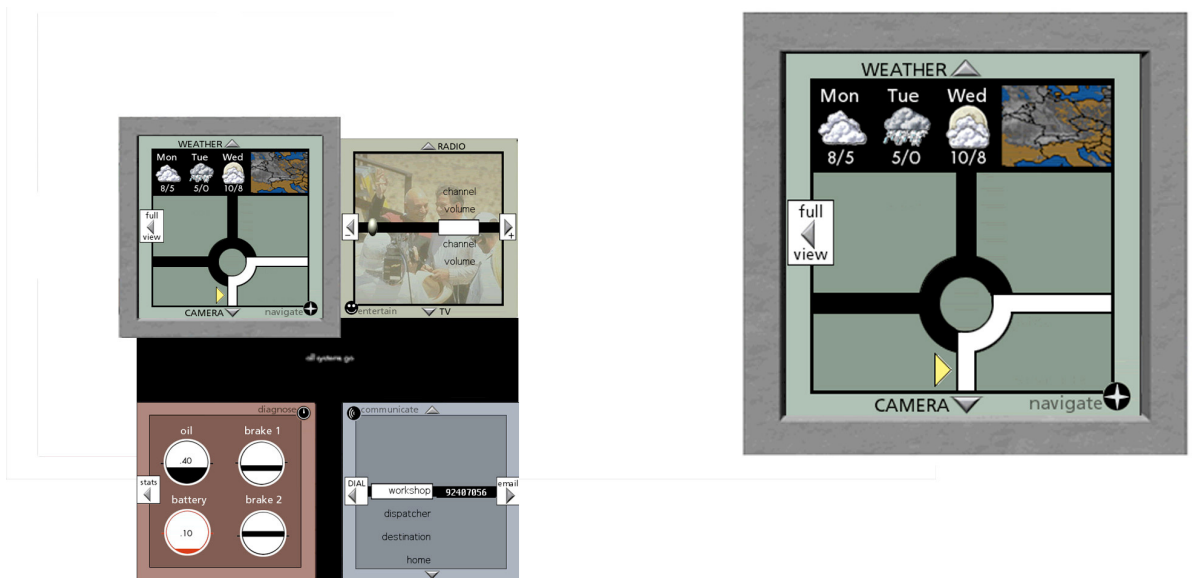 WEATHER
Mon Tue Wed
8/5 5/0 10/8
full
view
CAMERA
navigate
RADIO
channel
volume
- +
channel
volume
entertain
TV
all systems go
diagnose
oil brake 1
.40
stats
battery brake 2
.10
communicate
DIAL workshop 92407056 email
dispatcher
destination
home
WEATHER
Mon Tue Wed
8/5 5/0 10/8
full
view
CAMERA
navigate